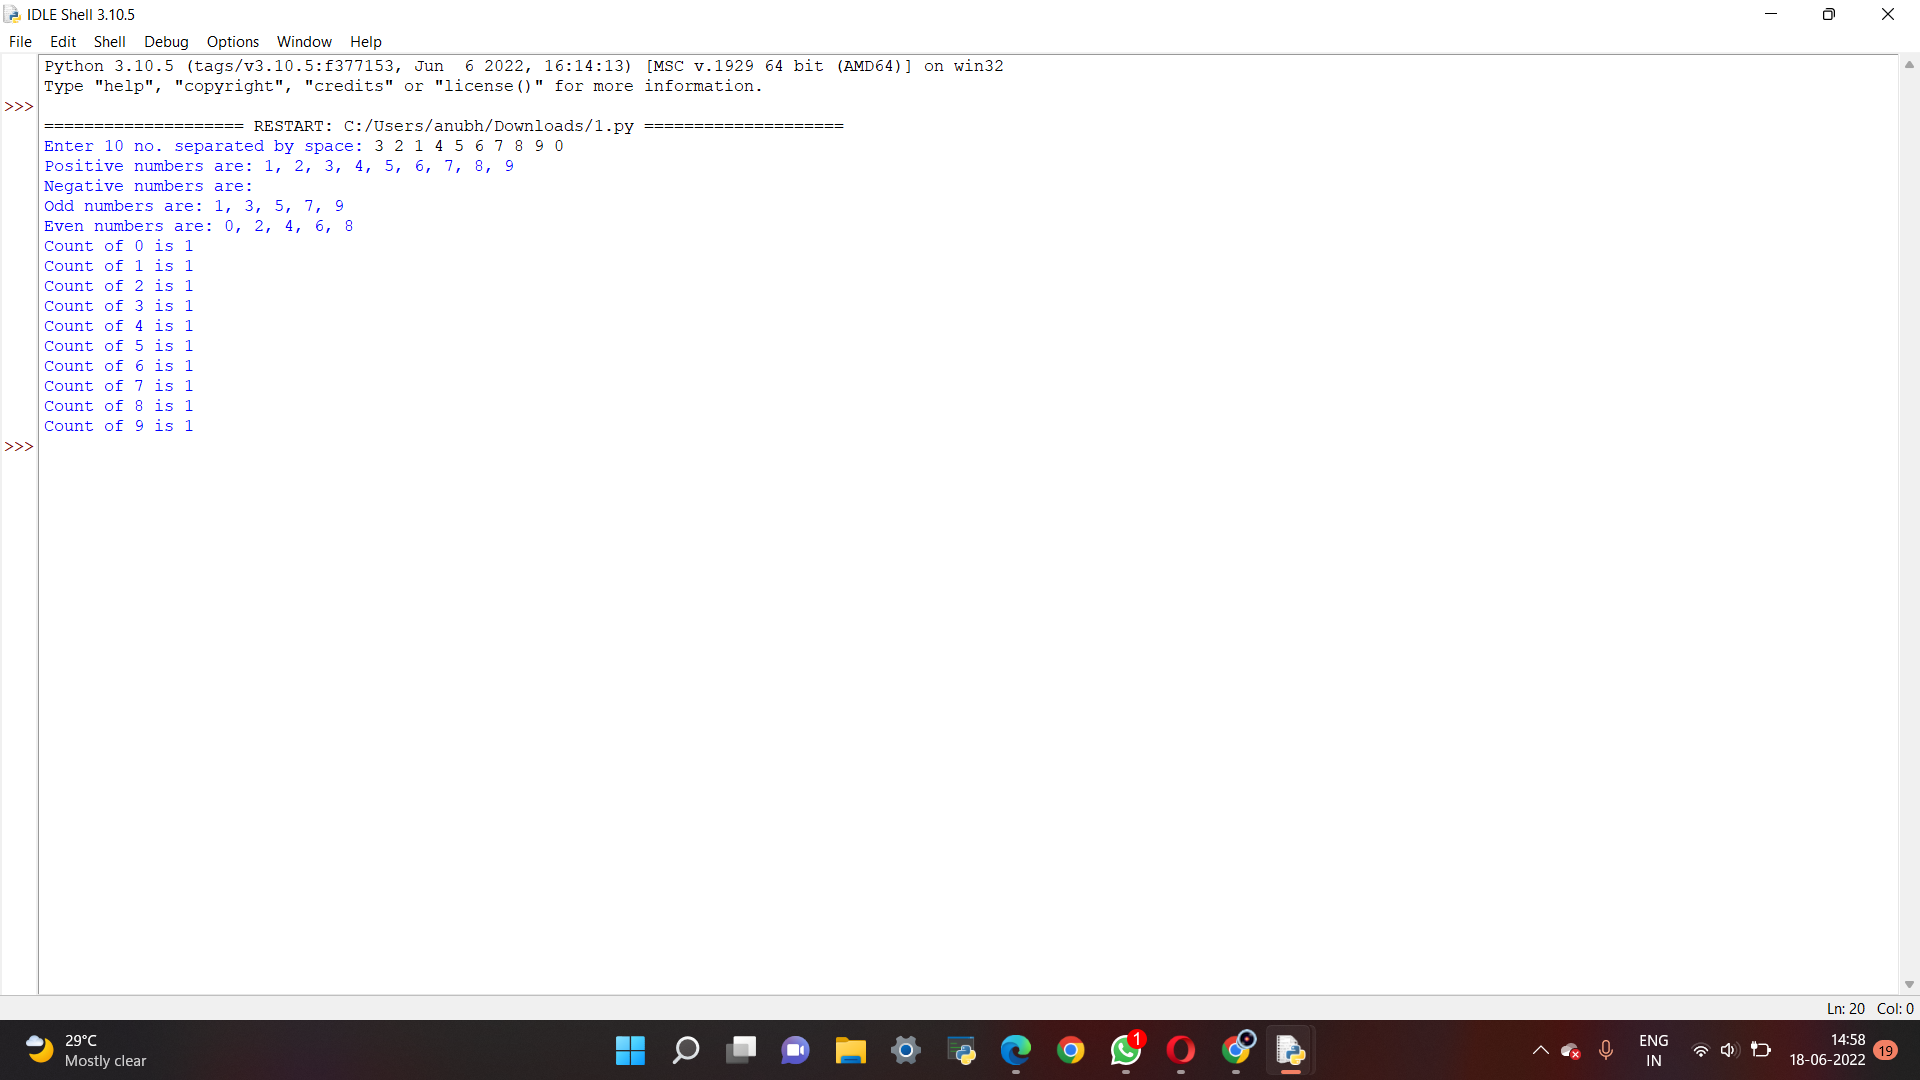 IDLE Shell 3.10.5
File Edit Shell Debug Options Window Help
Python 3.10.5 (tags/v3.10.5:f377153, Jun  6 2022, 16:14:13) [MSC v.1929 64 bit (AMD64)] on win32
Type "help", "copyright", "credits" or "license()" for more information.
>>>
==================== RESTART: C:/Users/anubh/Downloads/1.py ====================
Enter 10 no. separated by space: 3 2 1 4 5 6 7 8 9 0
Positive numbers are: 1, 2, 3, 4, 5, 6, 7, 8, 9
Negative numbers are:
Odd numbers are: 1, 3, 5, 7, 9
Even numbers are: 0, 2, 4, 6, 8
Count of 0 is 1
Count of 1 is 1
Count of 2 is 1
Count of 3 is 1
Count of 4 is 1
Count of 5 is 1
Count of 6 is 1
Count of 7 is 1
Count of 8 is 1
Count of 9 is 1
>>>
Ln: 20 Col: 0
29°C
Mostly clear
1
ENG
IN
14:58
18-06-2022
19